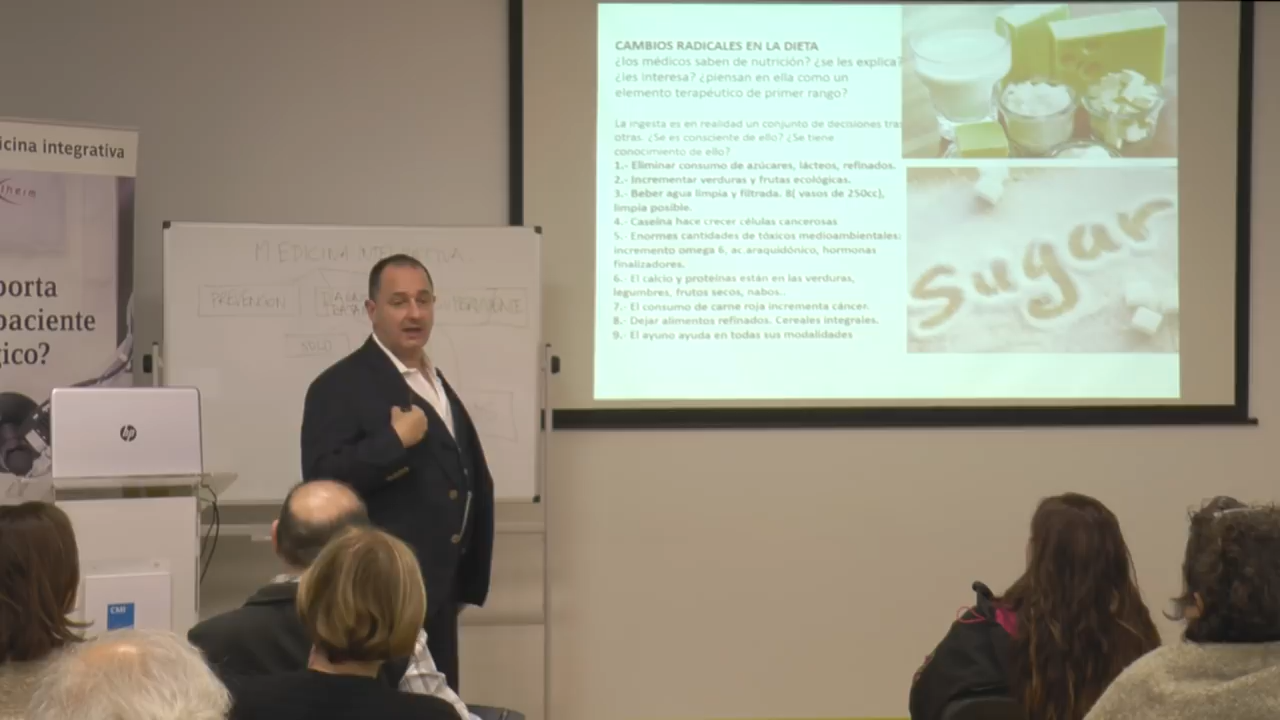 CAMBIOS RADICALES EN LA DIETA
¿los médicos saben de nutrición? ¿se les explica?
¿les interesa? ¿piensan en ella como un
elemento terapéutico de primer rango?
La ingesta es en realidad un conjunto de decisiones tras
otras. ¿Se es consciente de ello? ¿Se tiene
conocimiento de ello?
1.- Eliminar consumo de azúcares, lácteos, refinados.
2.- Incrementar verduras y frutas ecológicas.
3.- Beber agua limpia y filtrada. 8( vasos de 250cc),
limpia posible.
4.- Caseína hace crecer células cancerosas
5.- Enormes cantidades de tóxicos medioambientales:
incremento omega 6, ac araquidónico, hormonas
finalizadores.
6.- El calcio y proteínas están en las verduras,
legumbres, frutos secos, nabos..
7.- El consumo de carne roja incrementa cáncer.
8.- Dejar alimentos refinados. Cereales integrales.
9.- El ayuno ayuda en todas sus modalidades
Sugar
icina integrativa
porta
paciente
gico?
MEDICINA INTEGRATIVA
PREVENCIÓN
hp
CMI